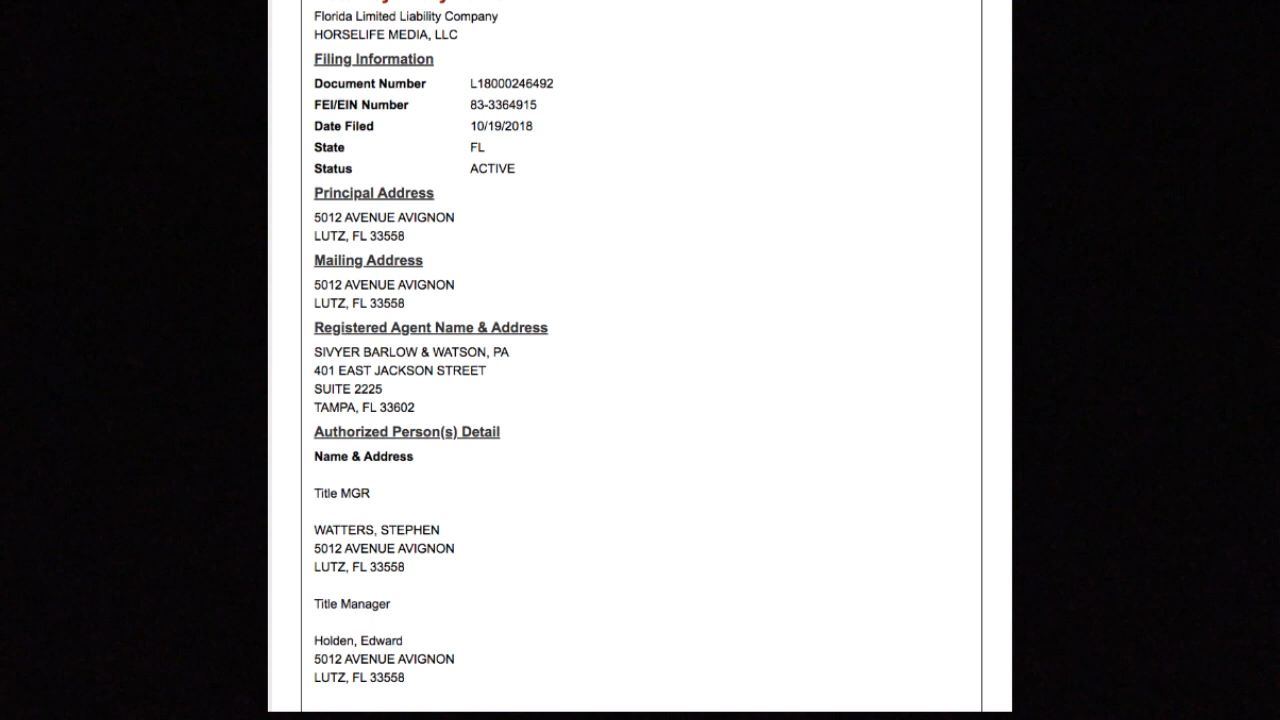 Florida Limited Liability Company
HORSELIFE MEDIA, LLC
Filing Information
Document Number L18000246492
FEI/EIN Number 83-3364915
Date Filed 10/19/2018
State FL
Status ACTIVE
Principal Address
5012 AVENUE AVIGNON
LUTZ, FL 33558
Mailing Address
5012 AVENUE AVIGNON
LUTZ, FL 33558
Registered Agent Name & Address
SIVYER BARLOW & WATSON, PA
401 EAST JACKSON STREET
SUITE 2225
TAMPA, FL 33602
Authorized Person(s) Detail
Name & Address
Title MGR
WATTERS, STEPHEN
5012 AVENUE AVIGNON
LUTZ, FL 33558
Title Manager
Holden, Edward
5012 AVENUE AVIGNON
LUTZ, FL 33558